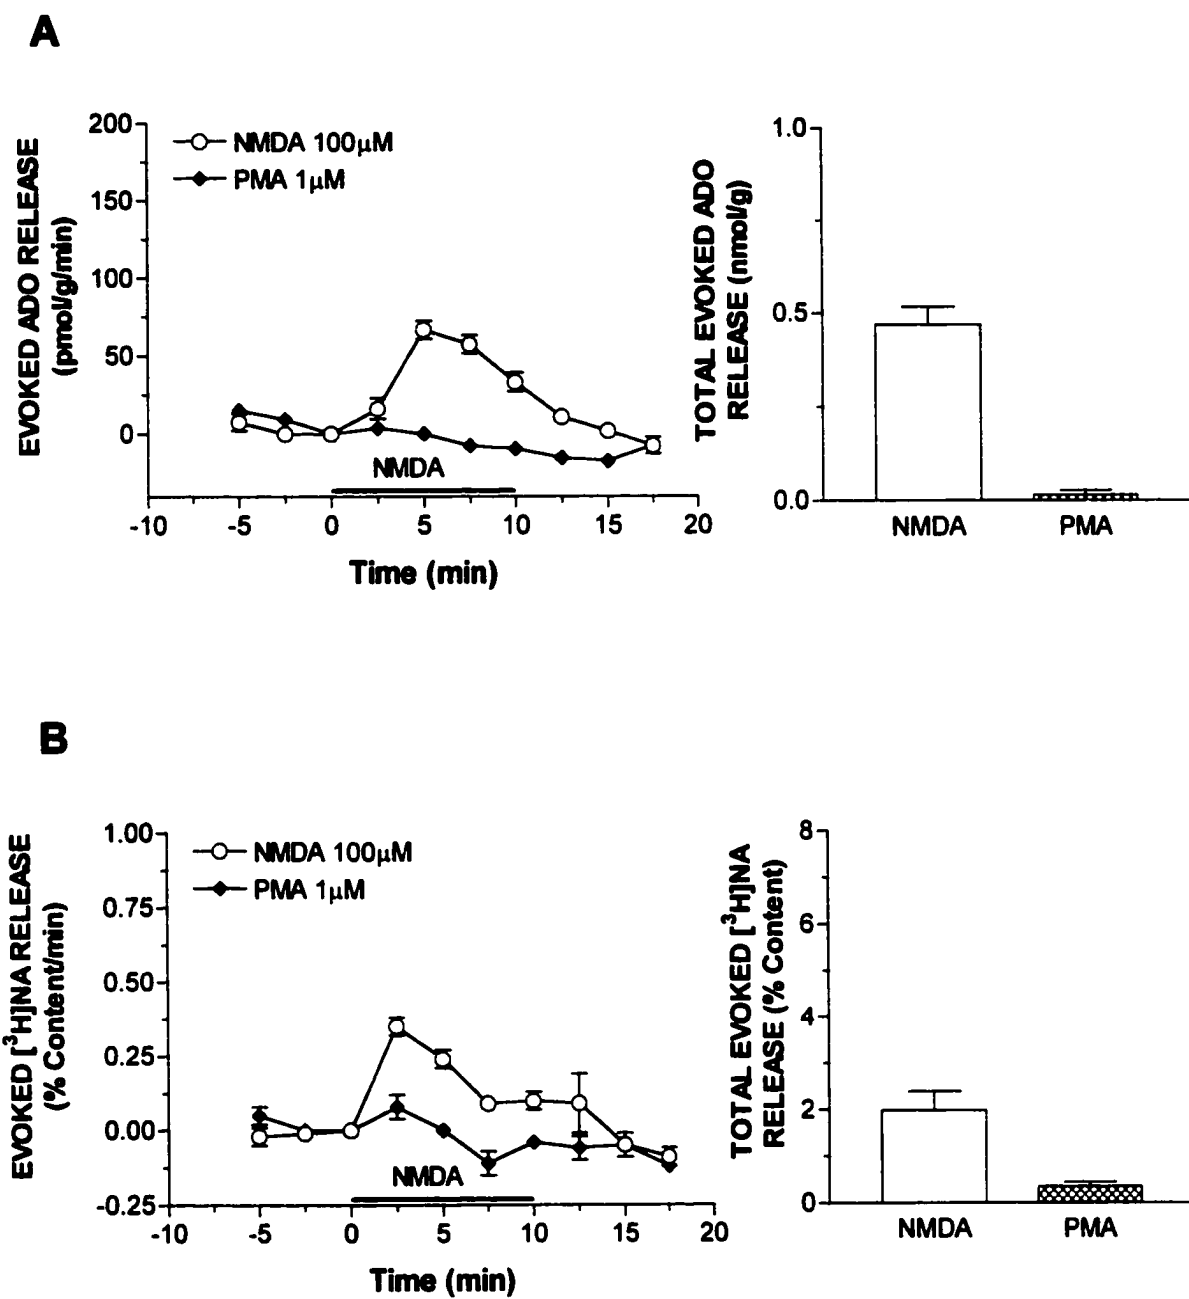 A
EVOKED ADO RELEASE
(pmol/g/min)
200
150
100
50
0
NMDA 100µM
PMA 1µM
NMDA
-10 -5 0 5 10 15 20
Time (min)
TOTAL EVOKED ADO
RELEASE (nmol/g)
1.0
0.5
0.0
NMDA PMA
B
EVOKED [³H]NA RELEASE
(% Content/min)
1.00
0.75
0.50
0.25
0.00
-0.25
NMDA 100µM
PMA 1µM
NMDA
-10 -5 0 5 10 15 20
Time (min)
TOTAL EVOKED [³H]NA
RELEASE (% Content)
8
6
4
2
0
NMDA PMA